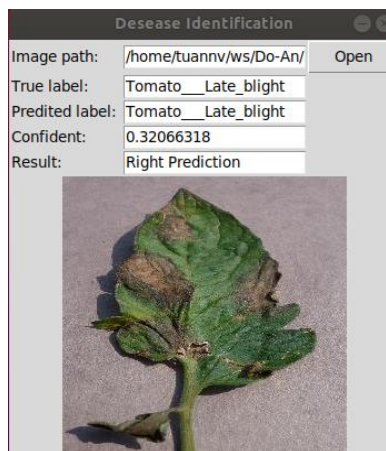 Desease Identification
Image path: /home/tuannv/ws/Do-An/ Open
True label: Tomato___Late_blight
Predited label: Tomato___Late_blight
Confident: 0.32066318
Result: Right Prediction